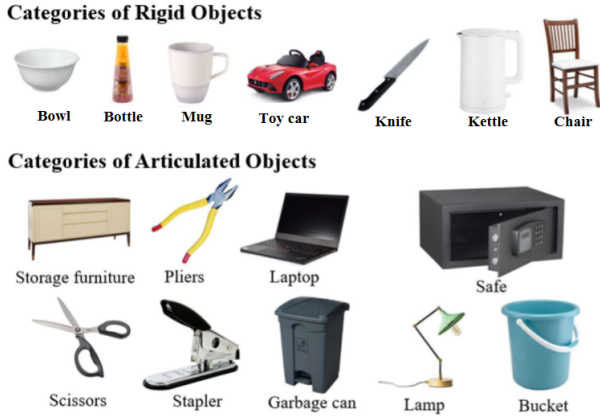 Categories of Rigid Objects
Bowl Bottle Mug Toy car Knife Kettle Chair
Categories of Articulated Objects
Storage furniture Pliers Laptop Safe
Scissors Stapler Garbage can Lamp Bucket